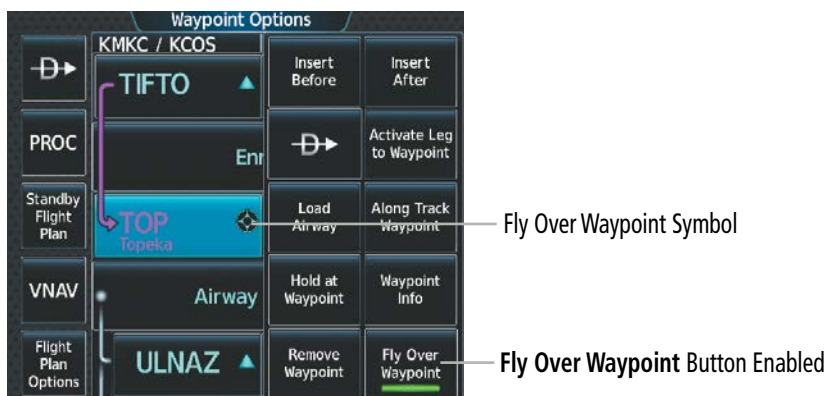 Waypoint Options
KMKC / KCOS
TIFTO
Enr
TOP
Topeka
Airway
ULNAZ
PROC
Standby
Flight
Plan
VNAV
Flight
Plan
Options
D
Insert
Before
Insert
After
D
Activate Leg
to Waypoint
Load
Airway
Along Track
Waypoint
Hold at
Waypoint
Waypoint
Info
Remove
Waypoint
Fly Over
Waypoint
Fly Over Waypoint Symbol
Fly Over Waypoint Button Enabled